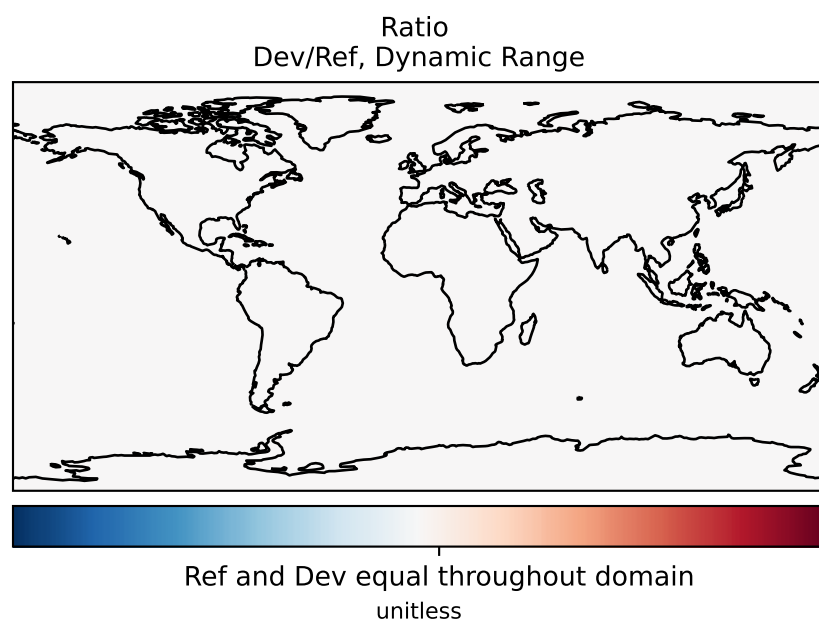 Ratio
Dev/Ref, Dynamic Range
Ref and Dev equal throughout domain
unitless